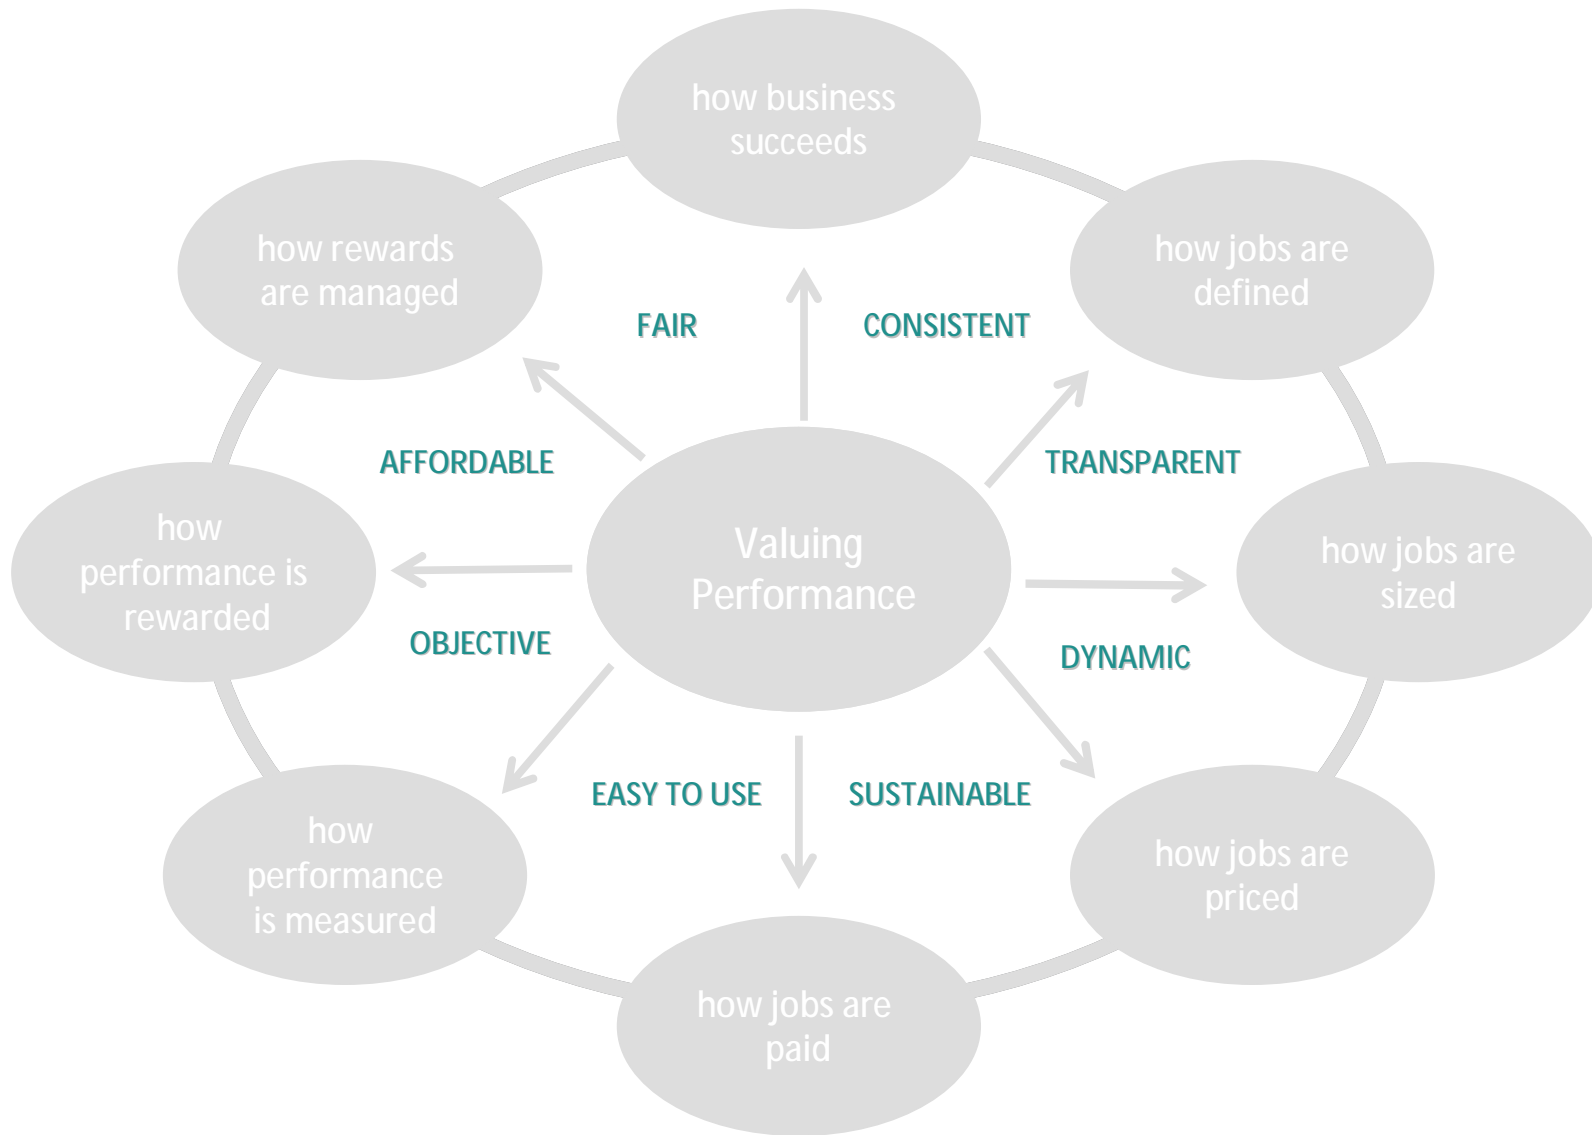 how business
succeeds
how rewards
are managed
how jobs are
defined
FAIR
CONSISTENT
AFFORDABLE
TRANSPARENT
how
performance is
rewarded
Valuing
Performance
how jobs are
sized
OBJECTIVE
DYNAMIC
EASY TO USE
SUSTAINABLE
how
performance
is measured
how jobs are
priced
how jobs are
paid